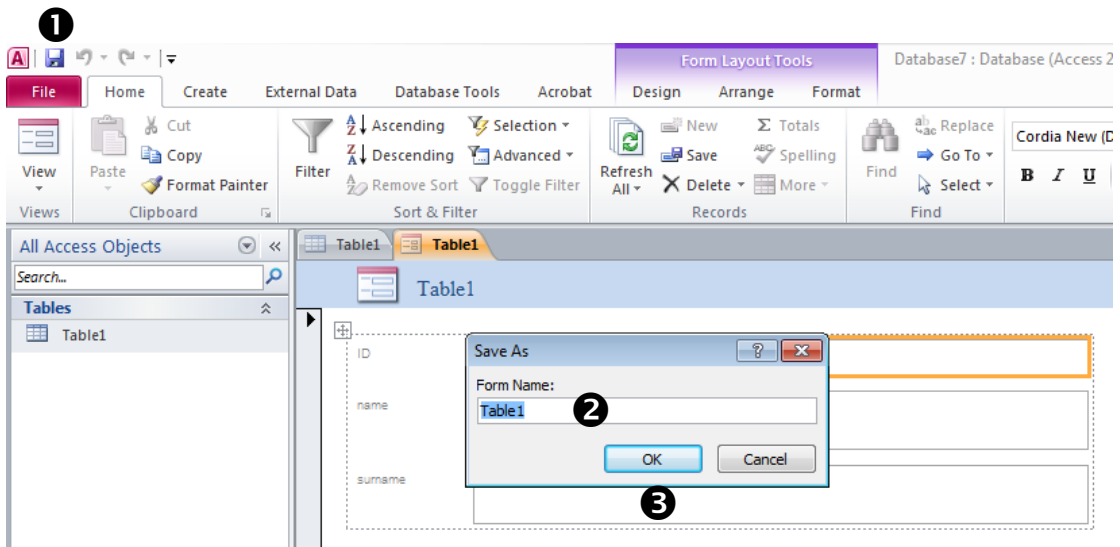 ❶
A
Form Layout Tools Database7 : Database (Access 2
File Home Create External Data Database Tools Acrobat Design Arrange Format
View
Views
Paste
Cut
Copy
Format Painter
Clipboard
Filter
Ascending
Descending
Remove Sort
Selection
Advanced
Toggle Filter
Sort & Filter
Refresh
All
New
Save
Delete
Totals
Spelling
More
Records
Find
Replace
Go To
Select
Find
Cordia New (D
B I U
All Access Objects
Search...
Tables
Table1
Table1 Table1
Table1
ID
name
surname
Save As
Form Name:
Table1 ❷
OK Cancel
❸